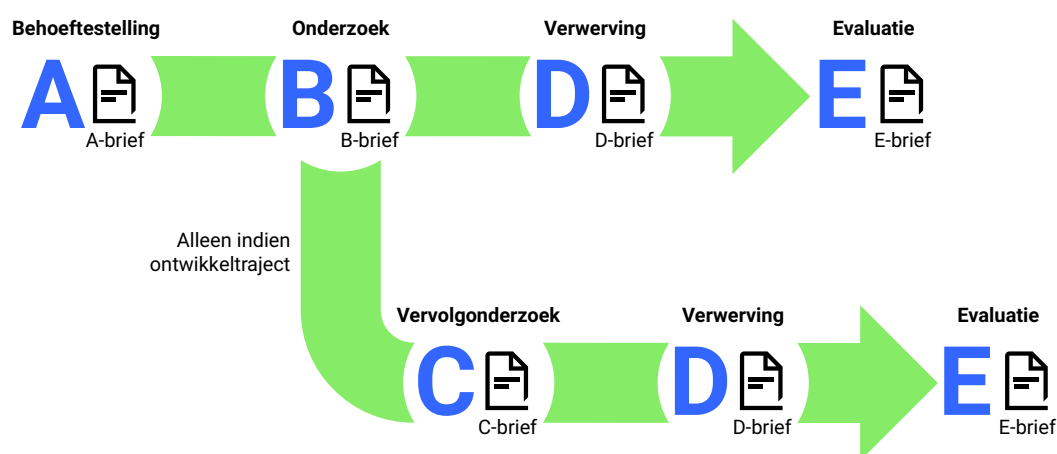 Behoeftestelling
Onderzoek
Verwerving
Evaluatie
A
B
D
E
A-brief
B-brief
D-brief
E-brief
Alleen indien
ontwikkeltraject
Vervolgonderzoek
Verwerving
Evaluatie
C
D
E
C-brief
D-brief
E-brief